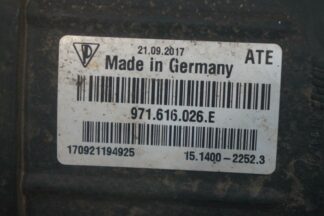 21.09.2017
ATE
Made in Germany
971.616.026.E
170921194925
15.1400-2252.3